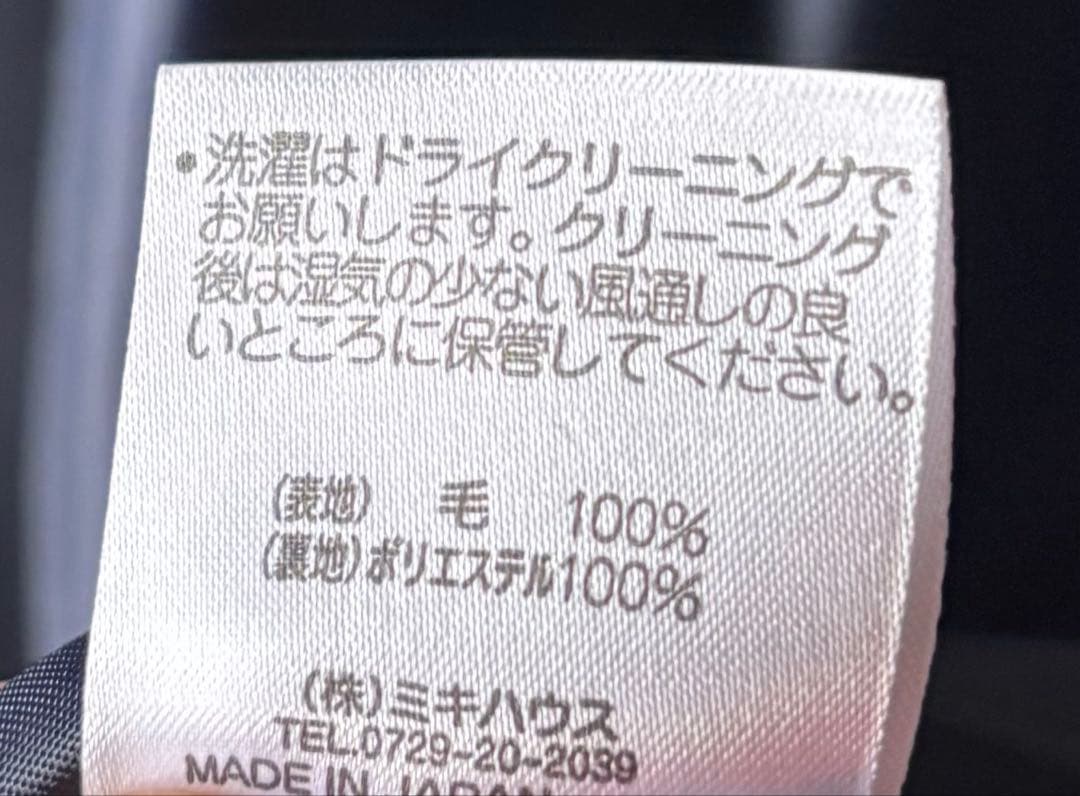 ・洗濯はドライクリーニングで
お願いします。クリーニング
後は湿気の少ない風通しの良
いところに保管してください。
(表地) 毛 100%
(裏地)ポリエステル100%
(株)ミキハウス
TEL.0729-20-2039
MADE IN JAPAN